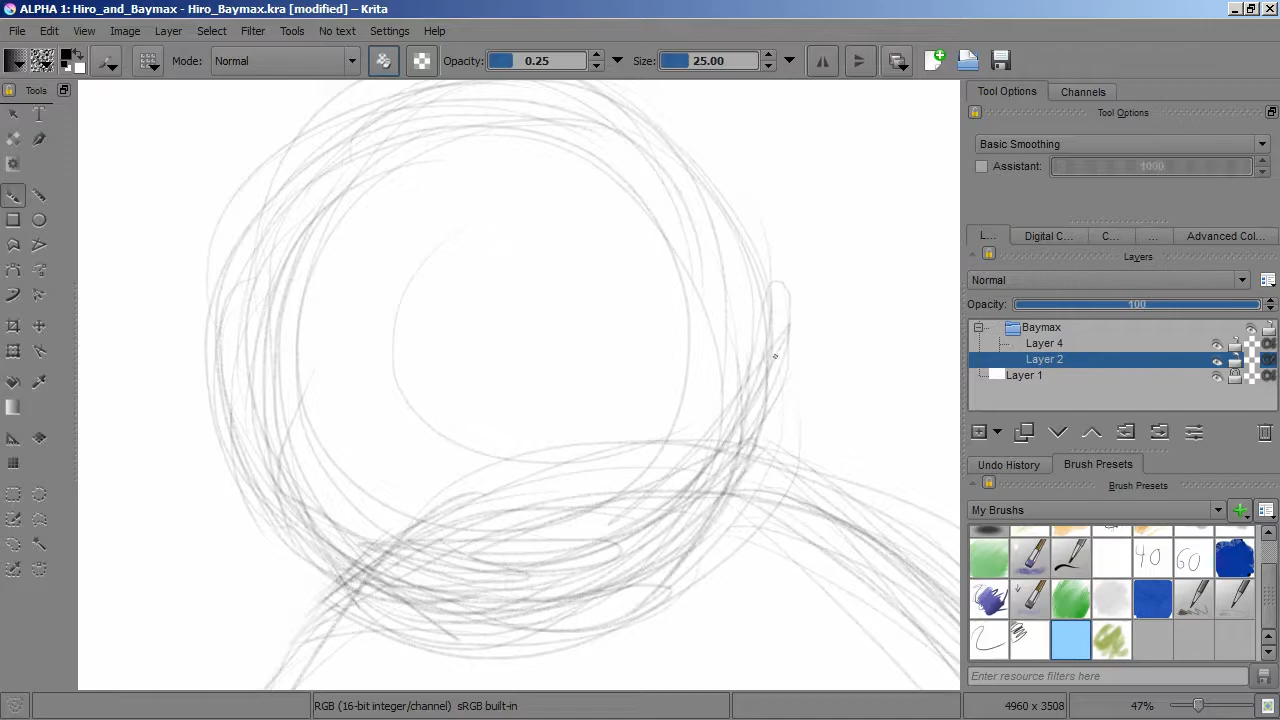 ALPHA 1: Hiro_and_Baymax - Hiro_Baymax.kra [modified] – Krita
File Edit View Image Layer Select Filter Tools No text Settings Help
Mode: Normal Opacity: 0.25 Size: 25.00
Tools
Tool Options Channels
Tool Options
Basic Smoothing
Assistant: 1000
L... Digital C... C... ... Advanced Col...
Layers
Normal
Opacity: 100
Baymax
Layer 4
Layer 2
Layer 1
Undo History Brush Presets
Brush Presets
My Brushes
40 60
Enter resource filters here
RGB (16-bit integer/channel) sRGB built-in
4960 x 3508
47%